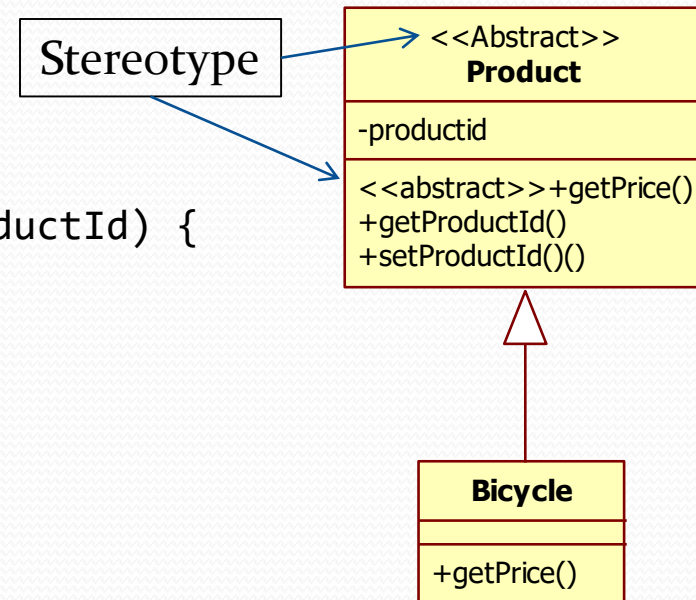 Stereotype
<<Abstract>>
Product
-productid
<<abstract>>+getPrice()
+getProductId()
+setProductId()()
ductId) {
Bicycle
+getPrice()